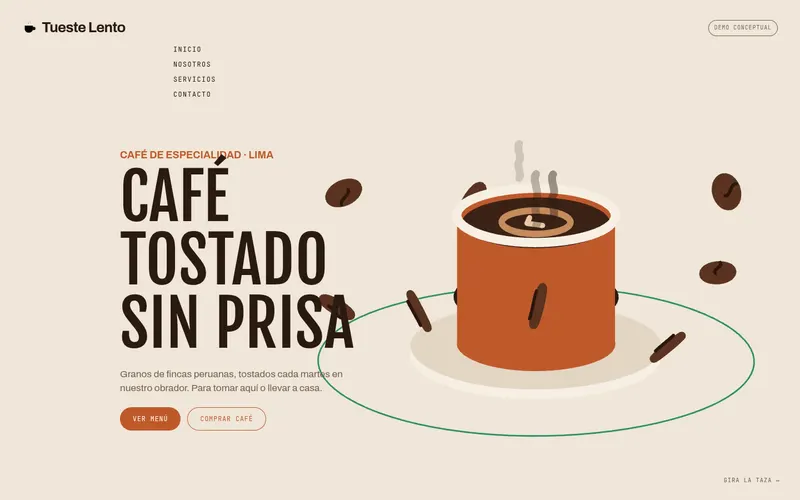 Tueste Lento
DEMO CONCEPTUAL
INICIO
NOSOTROS
SERVICIOS
CONTACTO
CAFÉ DE ESPECIALIDAD · LIMA
CAFÉ
TOSTADO
SIN PRISA
Granos de fincas peruanas, tostados cada martes en
nuestro obrador. Para tomar aquí o llevar a casa.
VER MENÚ
COMPRAR CAFÉ
GIRA LA TAZA →